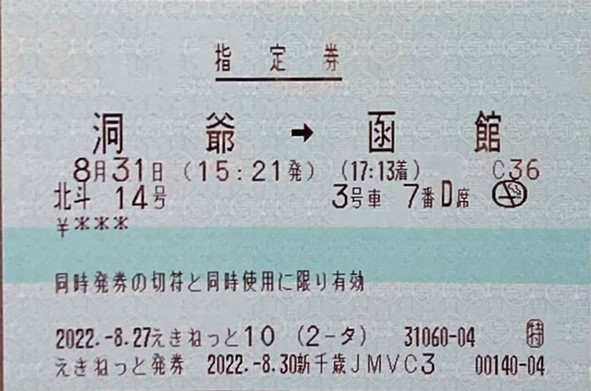 指定券
洞爺 → 函館
8月31日 (15:21発) (17:13着) C36
北斗 14号 3号車 7番D席
¥***
同時発券の切符と同時使用に限り有効
2022.-8.27えきねっと10 (2-タ) 31060-04 特
えきねっと発券 2022.-8.30新千歳JMVC3 00140-04